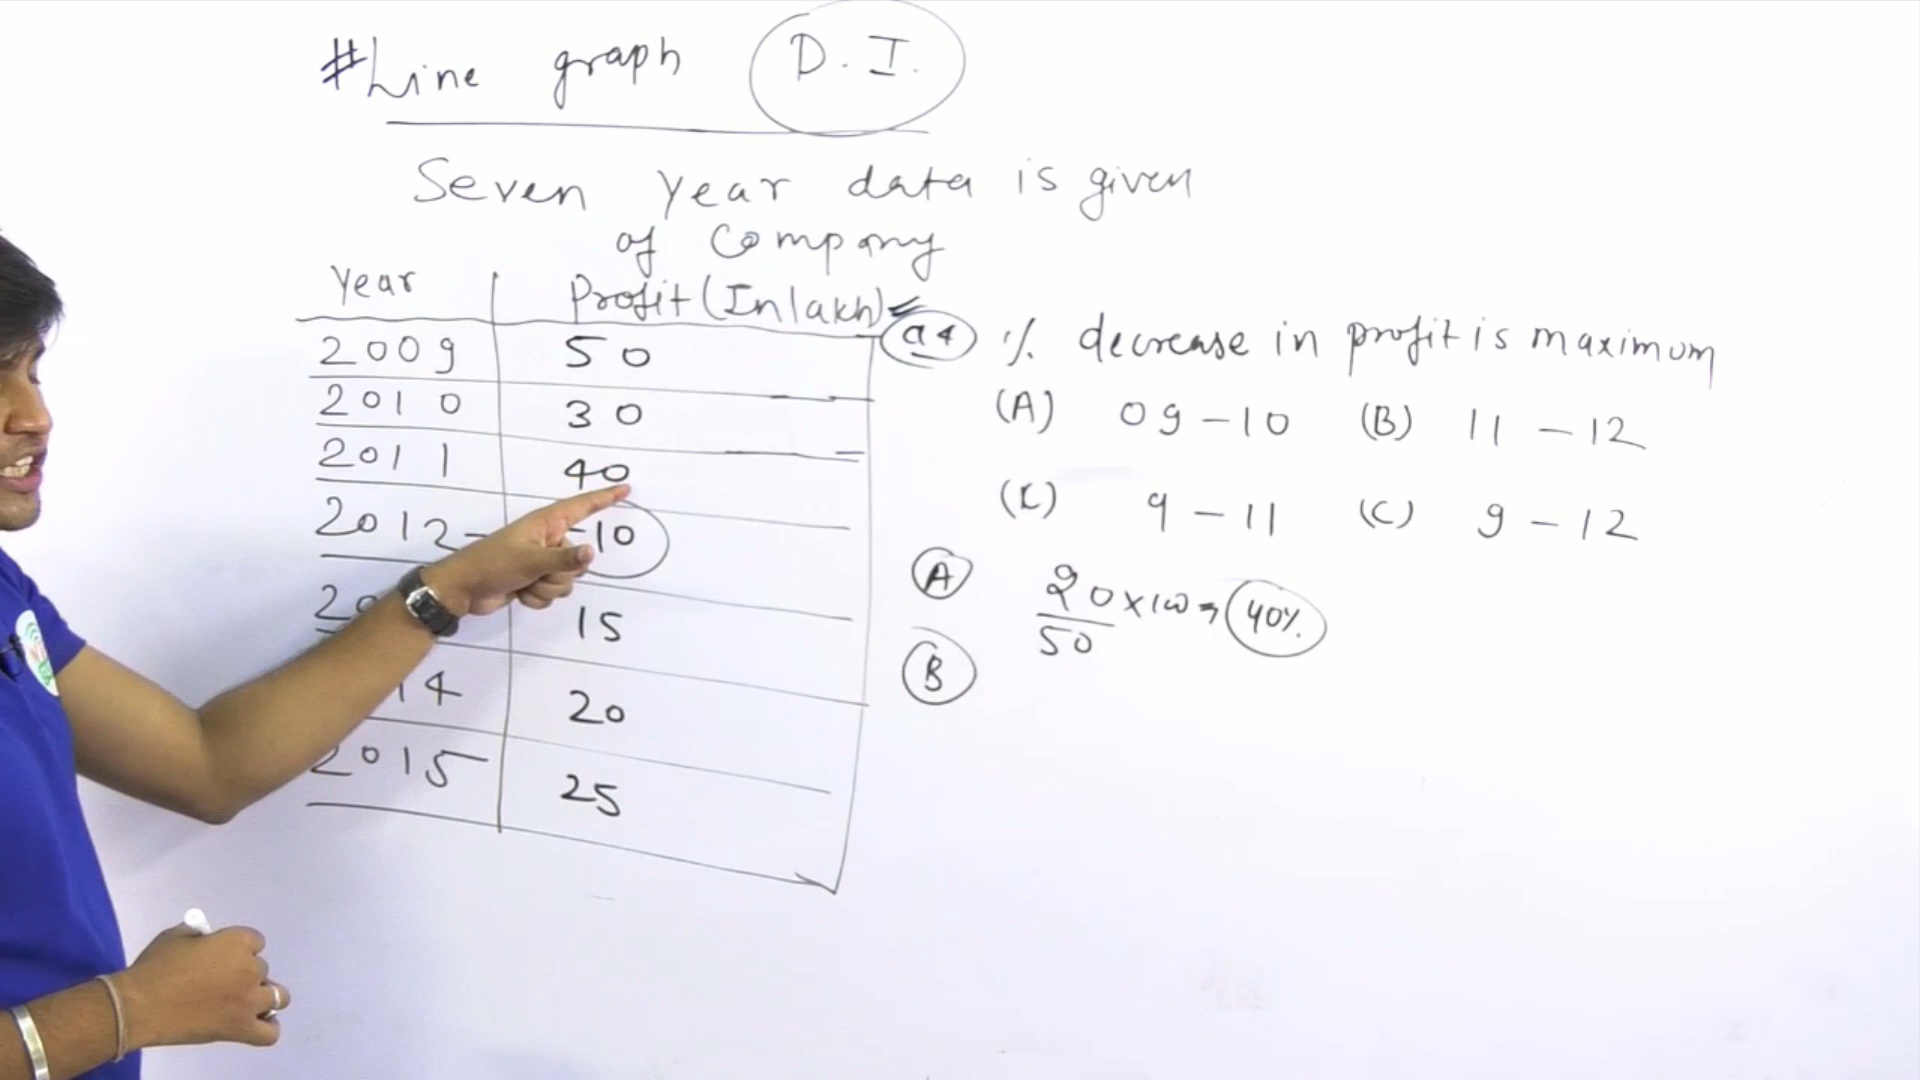 #Line graph D.I.
Seven Year data is given
of Company
Year Profit (In lakh)
2009 50
2010 30
2011 40
2012 -10
20 15
14 20
2015 25
Q4 % decrease in profit is maximum
(A) 09-10 (B) 11-12
(C) 9-11 (C) 9-12
(A) 20/50 ×100 → 40%
(B)